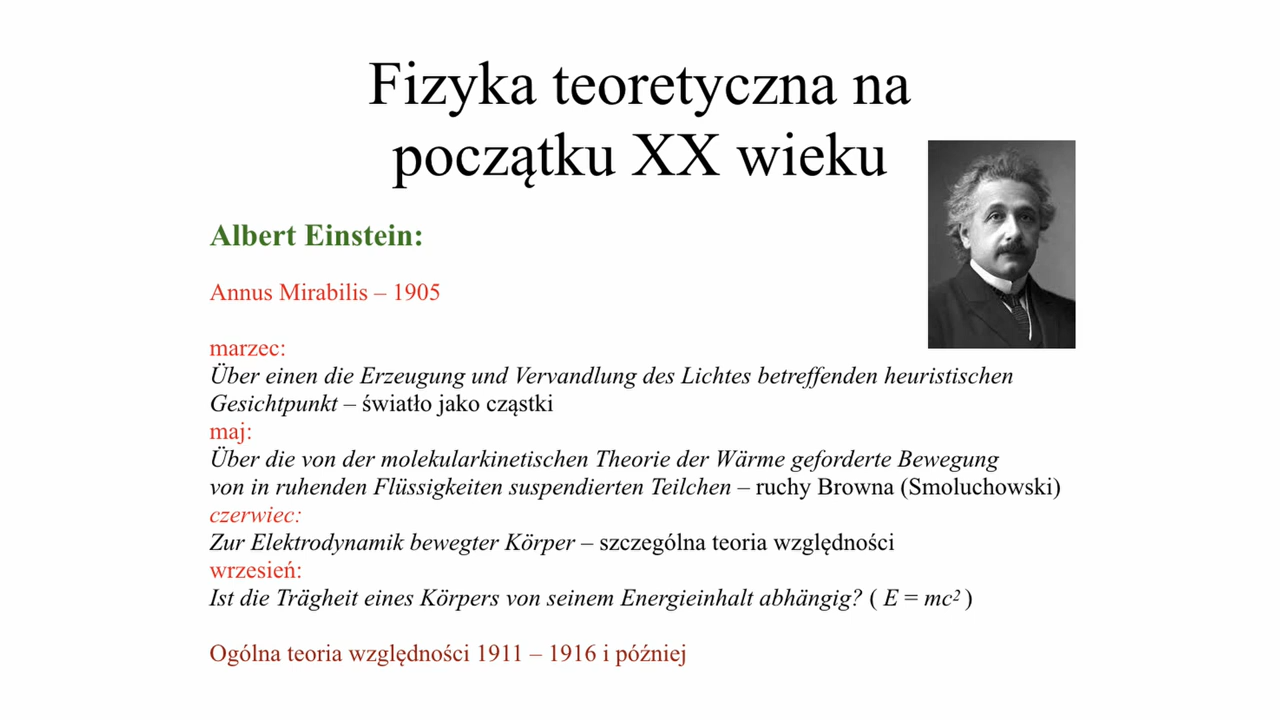 Fizyka teoretyczna na
początku XX wieku
Albert Einstein:
Annus Mirabilis – 1905
marzec:
Über einen die Erzeugung und Vervandlung des Lichtes betreffenden heuristischen
Gesichtpunkt – światło jako cząstki
maj:
Über die von der molekularkinetischen Theorie der Wärme geforderte Bewegung
von in ruhenden Flüssigkeiten suspendierten Teilchen – ruchy Browna (Smoluchowski)
czerwiec:
Zur Elektrodynamik bewegter Körper – szczególna teoria względności
wrzesień:
Ist die Trägheit eines Körpers von seinem Energieinhalt abhängig? ( E = mc² )
Ogólna teoria względności 1911 – 1916 i później